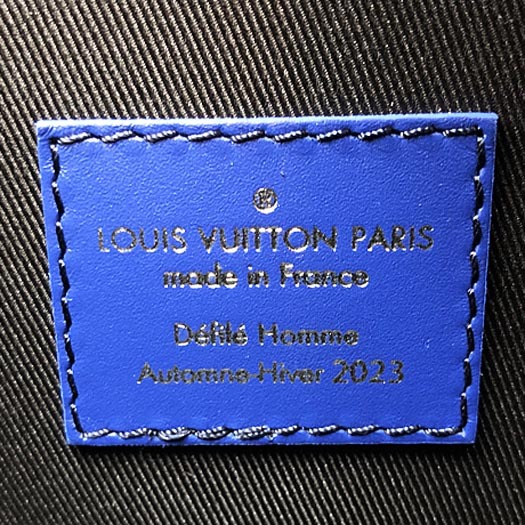 LOUIS VUITTON PARIS
made in France
Défilé Homme
Automne-Hiver 2023